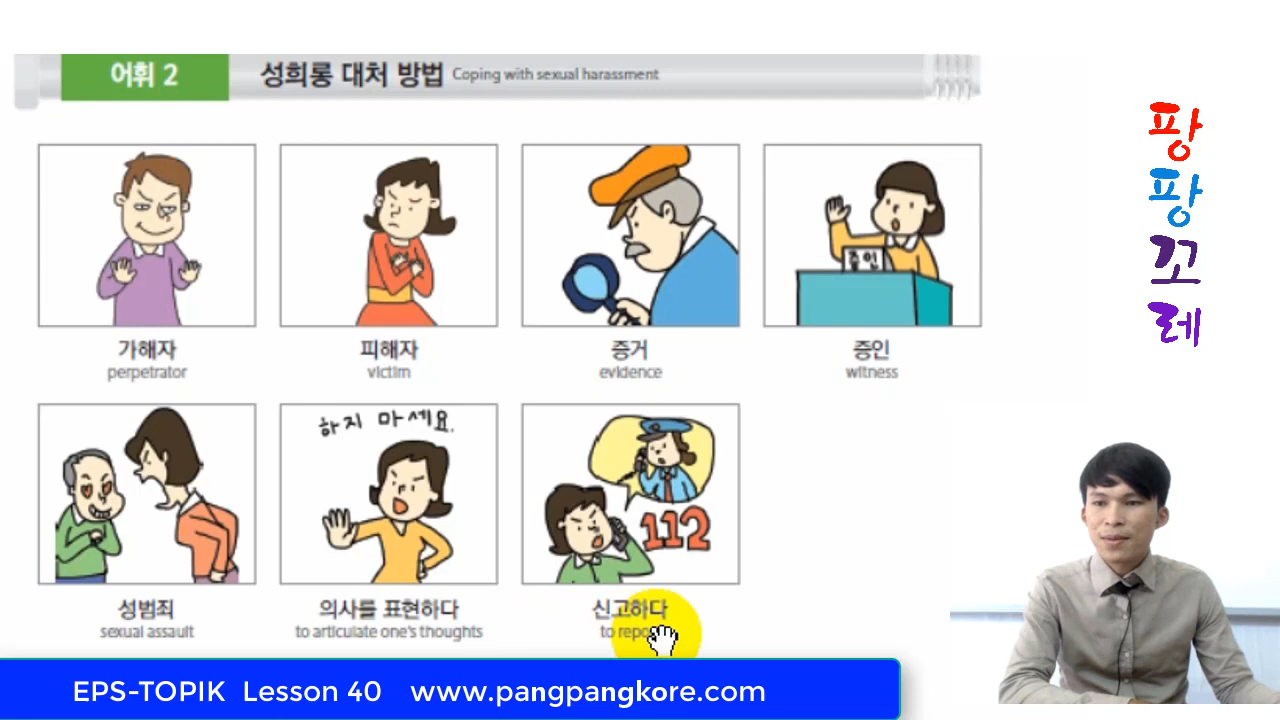 어휘 2 성희롱 대처 방법 Coping with sexual harassment
팡
팡
꼬
레
증인
가해자 피해자 증거 증인
perpetrator victim evidence witness
하지 마세요.
112
성범죄 의사를 표현하다 신고하다
sexual assault to articulate one's thoughts to
EPS-TOPIK Lesson 40 www.pangpangkore.com